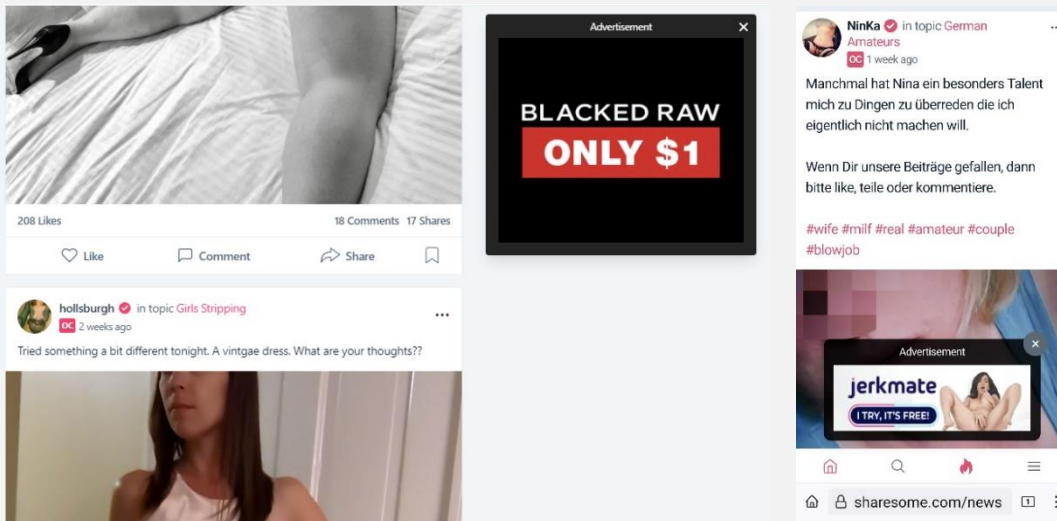 208 Likes
18 Comments 17 Shares
Like
Comment
Share
hollsburgh in topic Girls Stripping
OC 2 weeks ago
Tried something a bit different tonight. A vintgae dress. What are your thoughts??
Advertisement
BLACKED RAW
ONLY $1
NinKa in topic German
Amateurs
OC 1 week ago
Manchmal hat Nina ein besonders Talent
mich zu Dingen zu überreden die ich
eigentlich nicht machen will.
Wenn Dir unsere Beiträge gefallen, dann
bitte like, teile oder kommentiere.
#wife #milf #real #amateur #couple
#blowjob
Advertisement
jerkmate
I TRY, IT'S FREE!
sharesome.com/news
1